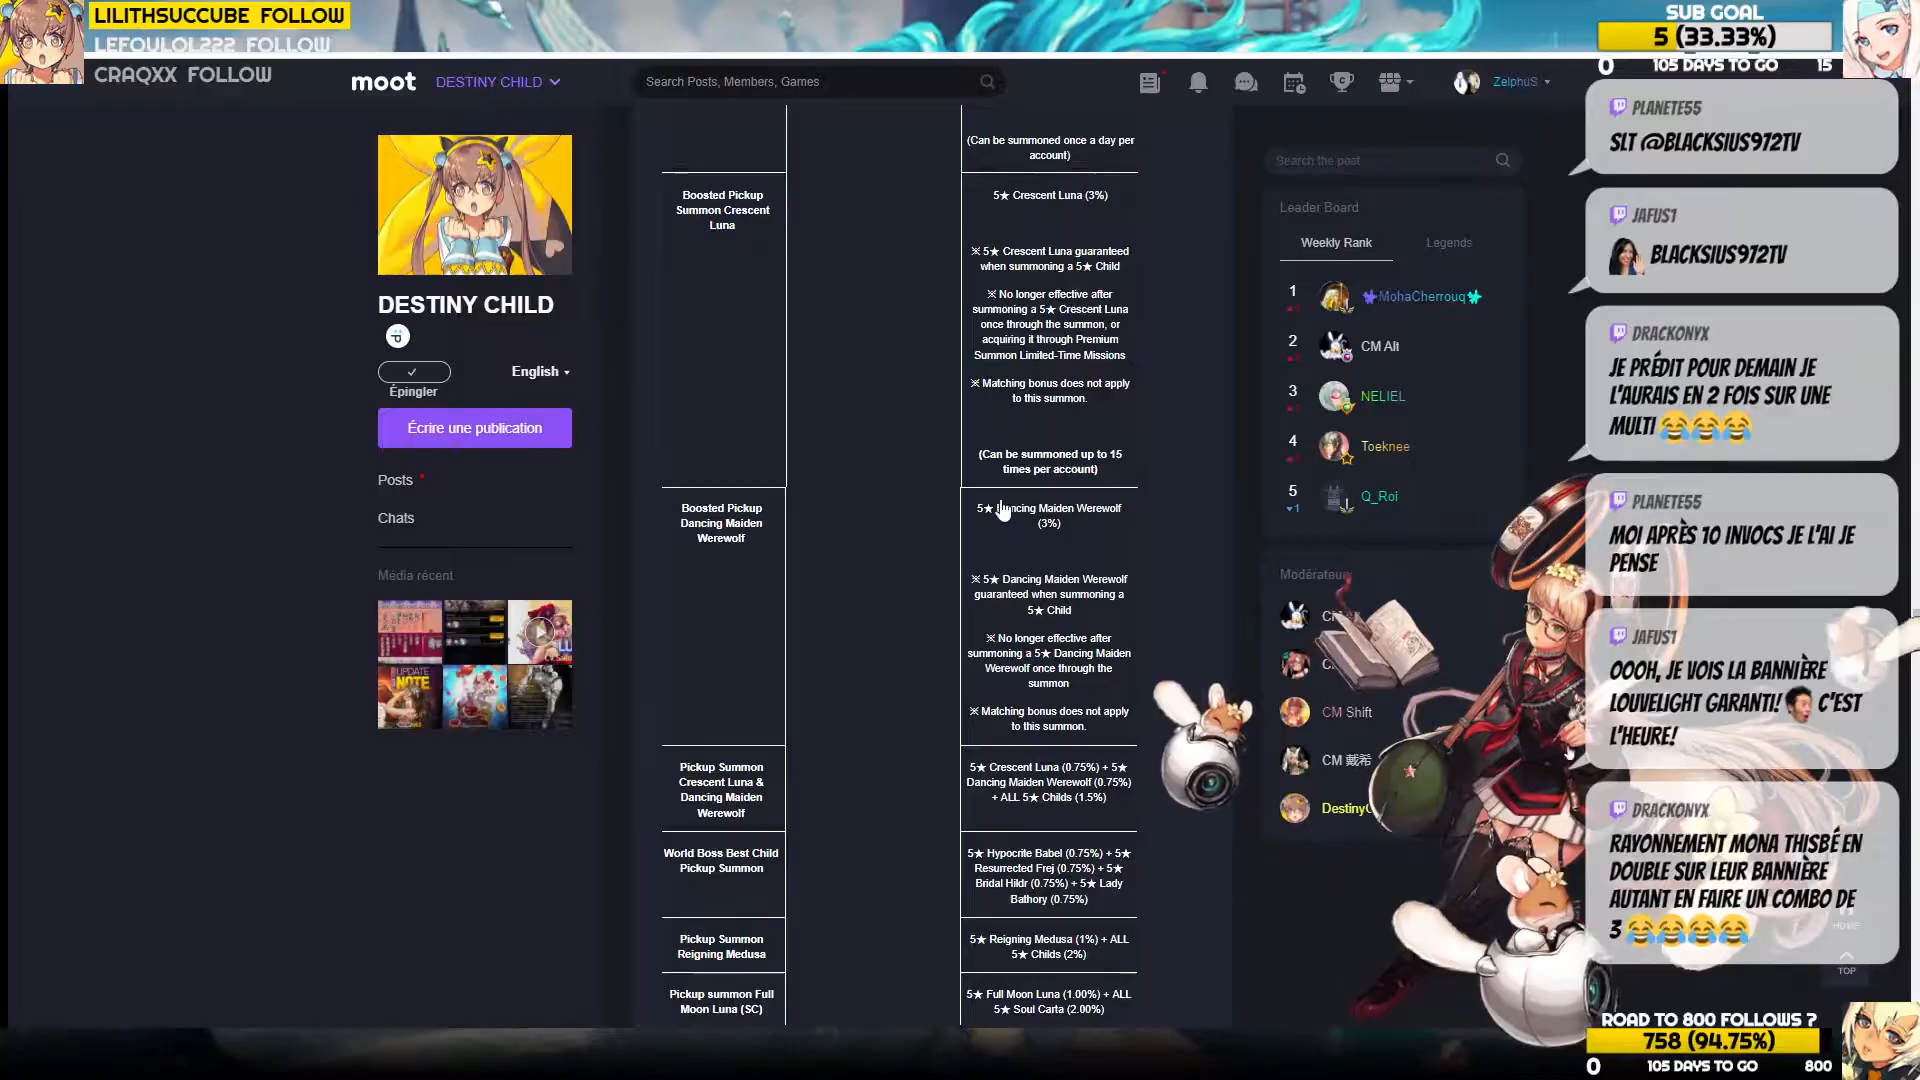 LILITHSUCCUBE FOLLOW
LEFOULOL222 FOLLOW
CRAQXX FOLLOW
moot
DESTINY CHILD
Search Posts, Members, Games
ZelphuS
SUB GOAL
5 (33.33%)
0
105 DAYS TO GO
15
DESTINY CHILD
✓
English
Épingler
Écrire une publication
Posts
Chats
Média récent
UPDATE
NOTE
(Can be summoned once a day per
account)
Boosted Pickup
Summon Crescent
Luna
5★ Crescent Luna (3%)
※ 5★ Crescent Luna guaranteed
when summoning a 5★ Child
※ No longer effective after
summoning a 5★ Crescent Luna
once through the summon, or
acquiring it through Premium
Summon Limited-Time Missions
※ Matching bonus does not apply
to this summon.
(Can be summoned up to 15
times per account)
Boosted Pickup
Dancing Maiden
Werewolf
5★ Dancing Maiden Werewolf
(3%)
※ 5★ Dancing Maiden Werewolf
guaranteed when summoning a
5★ Child
※ No longer effective after
summoning a 5★ Dancing Maiden
Werewolf once through the
summon
※ Matching bonus does not apply
to this summon.
Pickup Summon
Crescent Luna &
Dancing Maiden
Werewolf
5★ Crescent Luna (0.75%) + 5★
Dancing Maiden Werewolf (0.75%)
+ ALL 5★ Childs (1.5%)
World Boss Best Child
Pickup Summon
5★ Hypocrite Babel (0.75%) + 5★
Resurrected Frej (0.75%) + 5★
Bridal Hildr (0.75%) + 5★ Lady
Bathory (0.75%)
Pickup Summon
Reigning Medusa
5★ Reigning Medusa (1%) + ALL
5★ Childs (2%)
Pickup summon Full
Moon Luna (SC)
5★ Full Moon Luna (1.00%) + ALL
5★ Soul Carta (2.00%)
Search the post
Leader Board
Weekly Rank
Legends
1
MohaCherrouq
2
CM Alt
3
NELIEL
4
Toeknee
5
1
Q_Roi
Modérateurs
CM Shift
CM 戴希
DestinyC
PLANETE55
SLT @BLACKSIUS972TV
JAFUS1
BLACKSIUS972TV
DRACKONYX
JE PRÉDIT POUR DEMAIN JE
L'AURAIS EN 2 FOIS SUR UNE
MULTI 😂😂😂
PLANETE55
MOI APRÈS 10 INVOCS JE L'AI JE
PENSE
JAFUS1
OOOH, JE VOIS LA BANNIÈRE
LOUVELIGHT GARANTI! C'EST
L'HEURE!
DRACKONYX
RAYONNEMENT MONA THISBÉ EN
DOUBLE SUR LEUR BANNIÈRE
AUTANT EN FAIRE UN COMBO DE
3 😂😂😂😂
HOME
TOP
ROAD TO 800 FOLLOWS ?
758 (94.75%)
0
105 DAYS TO GO
800